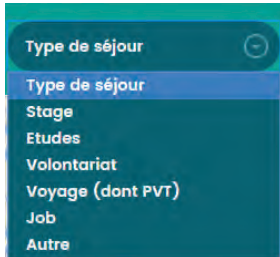 Type de séjour
Type de séjour
Stage
Etudes
Volontariat
Voyage (dont PVT)
Job
Autre